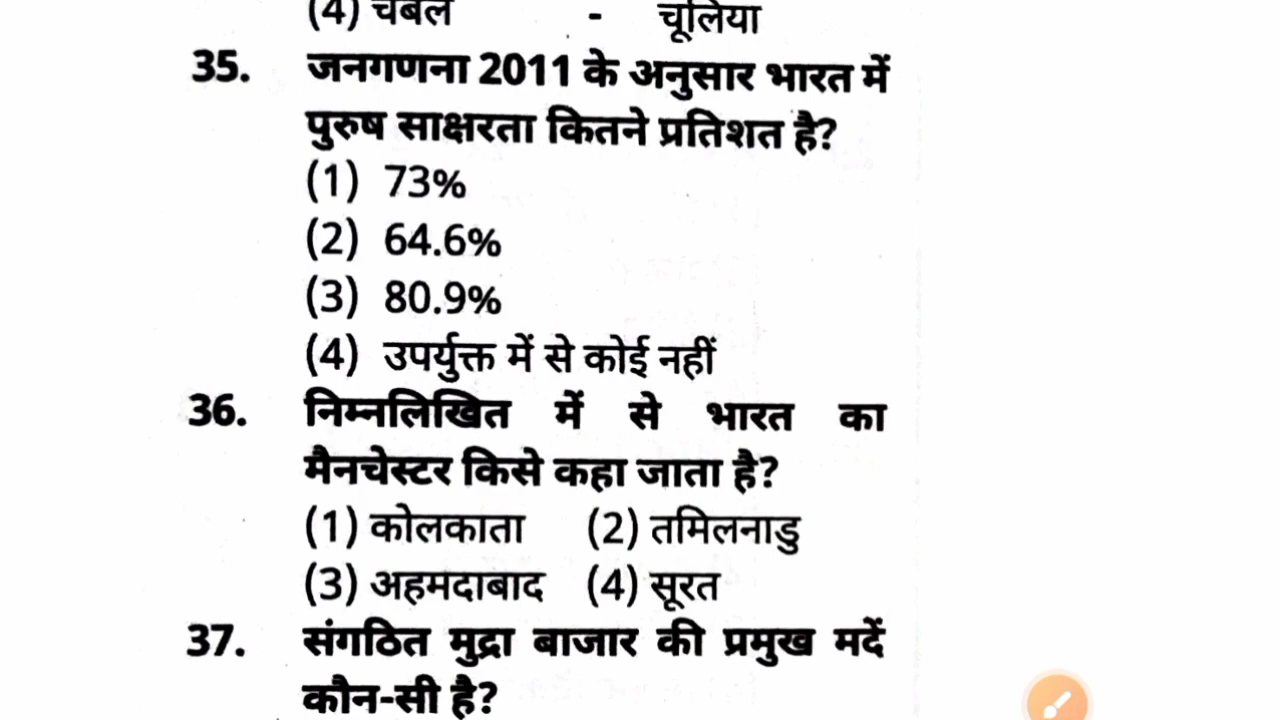 (4) चंबल - चूलिया
35. जनगणना 2011 के अनुसार भारत में
पुरुष साक्षरता कितने प्रतिशत है?
(1) 73%
(2) 64.6%
(3) 80.9%
(4) उपर्युक्त में से कोई नहीं
36. निम्नलिखित में से भारत का
मैनचेस्टर किसे कहा जाता है?
(1) कोलकाता (2) तमिलनाडु
(3) अहमदाबाद (4) सूरत
37. संगठित मुद्रा बाजार की प्रमुख मदें
कौन-सी है?